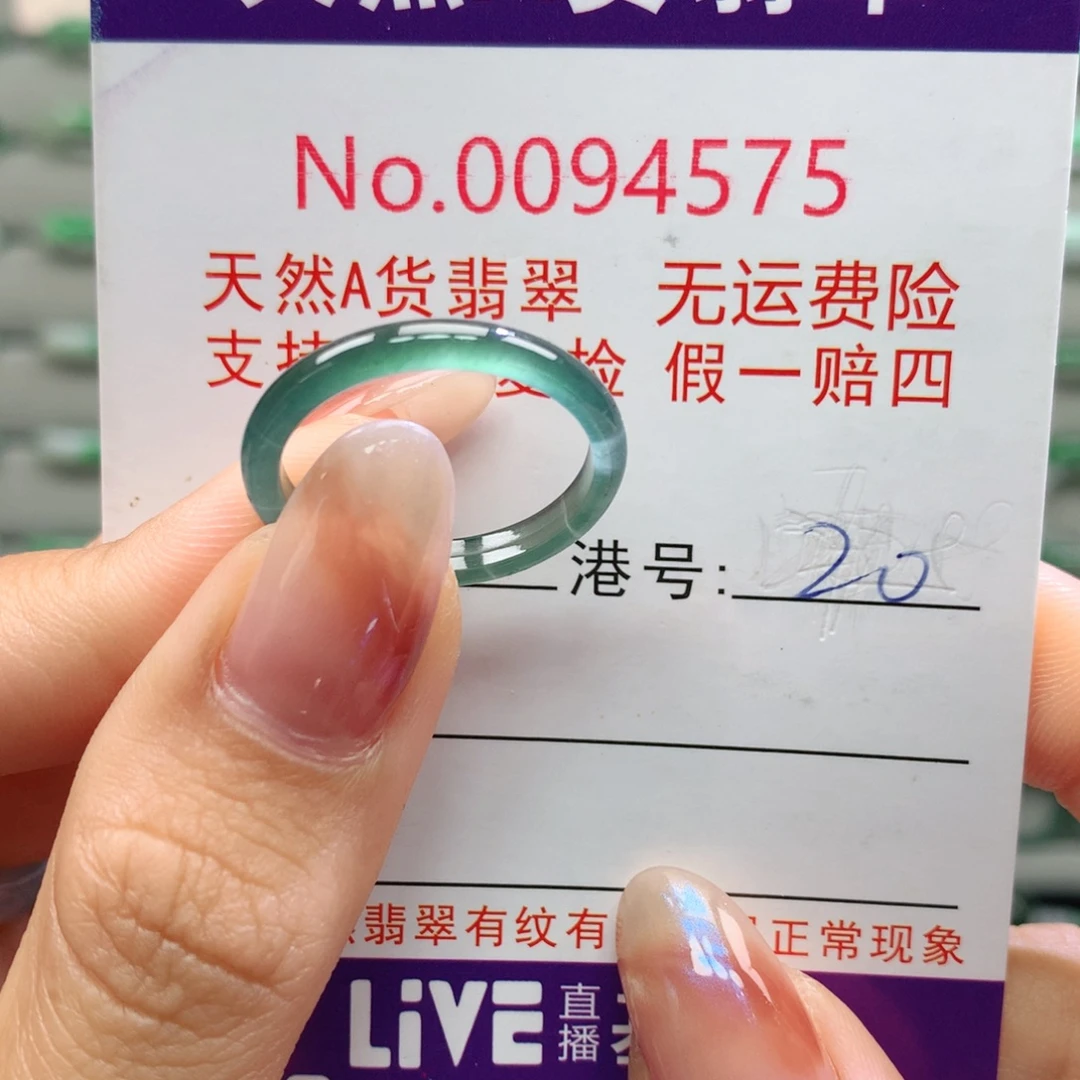 No.0094575
天然A货翡翠 无运费险
支 检 假一赔四
港号: 20
翡翠有纹有 正常现象
LiVE 直播